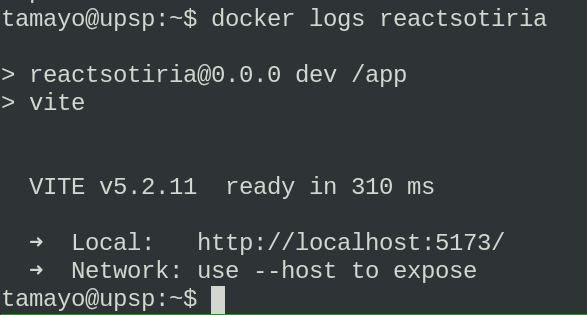 tamayo@upsp:~$ docker logs reactsotiria
> reactsotiria@0.0.0 dev /app
> vite
VITE v5.2.11  ready in 310 ms
➜  Local:   http://localhost:5173/
➜  Network: use --host to expose
tamayo@upsp:~$